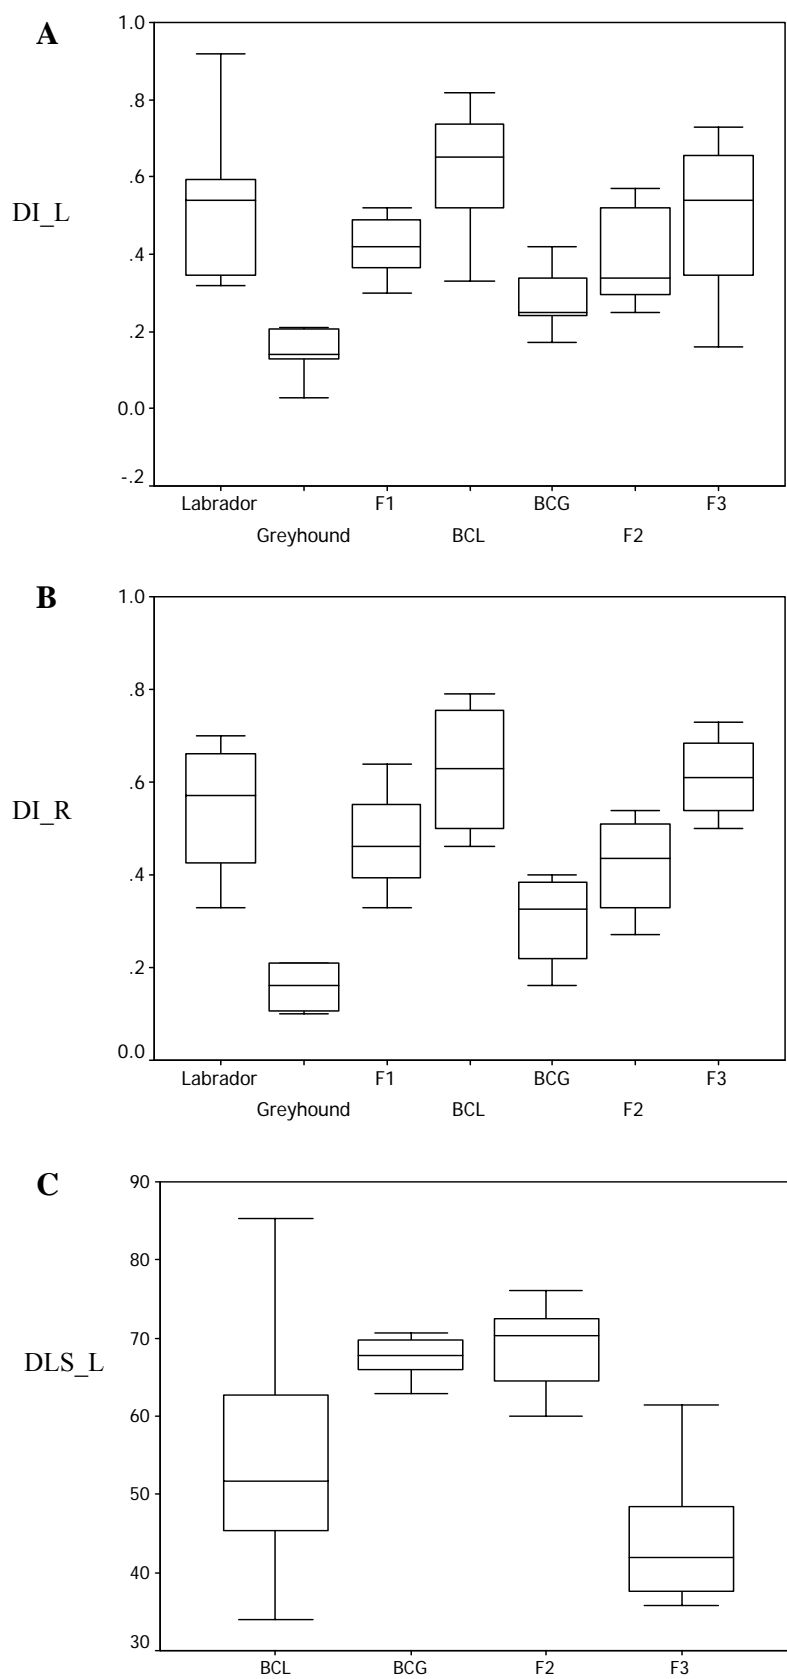 A
DI_L
1.0
.8
.6
.4
.2
0.0
-.2
Labrador F1 BCG F3
Greyhound BCL F2
B
DI_R
1.0
.8
.6
.4
.2
0.0
Labrador F1 BCG F3
Greyhound BCL F2
C
DLS_L
90
80
70
60
50
40
30
BCL BCG F2 F3